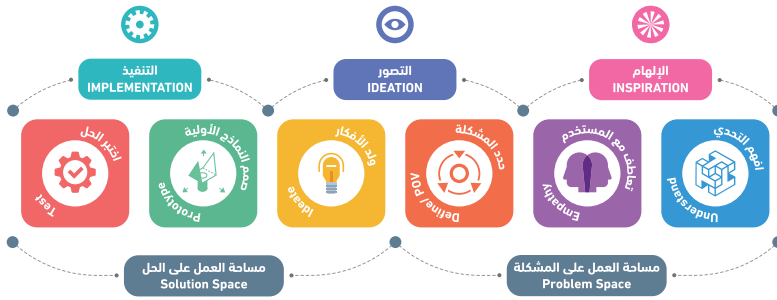 الإلهام
INSPIRATION
التصور
IDEATION
التنفيذ
IMPLEMENTATION
افهم التحدي
Understand
تعاطف مع المستخدم
Empathy
حدد المشكلة
Define/ POV
ولد الأفكار
Ideate
صمم النماذج الأولية
Prototype
اختبر الحل
Test
مساحة العمل على المشكلة
Problem Space
مساحة العمل على الحل
Solution Space